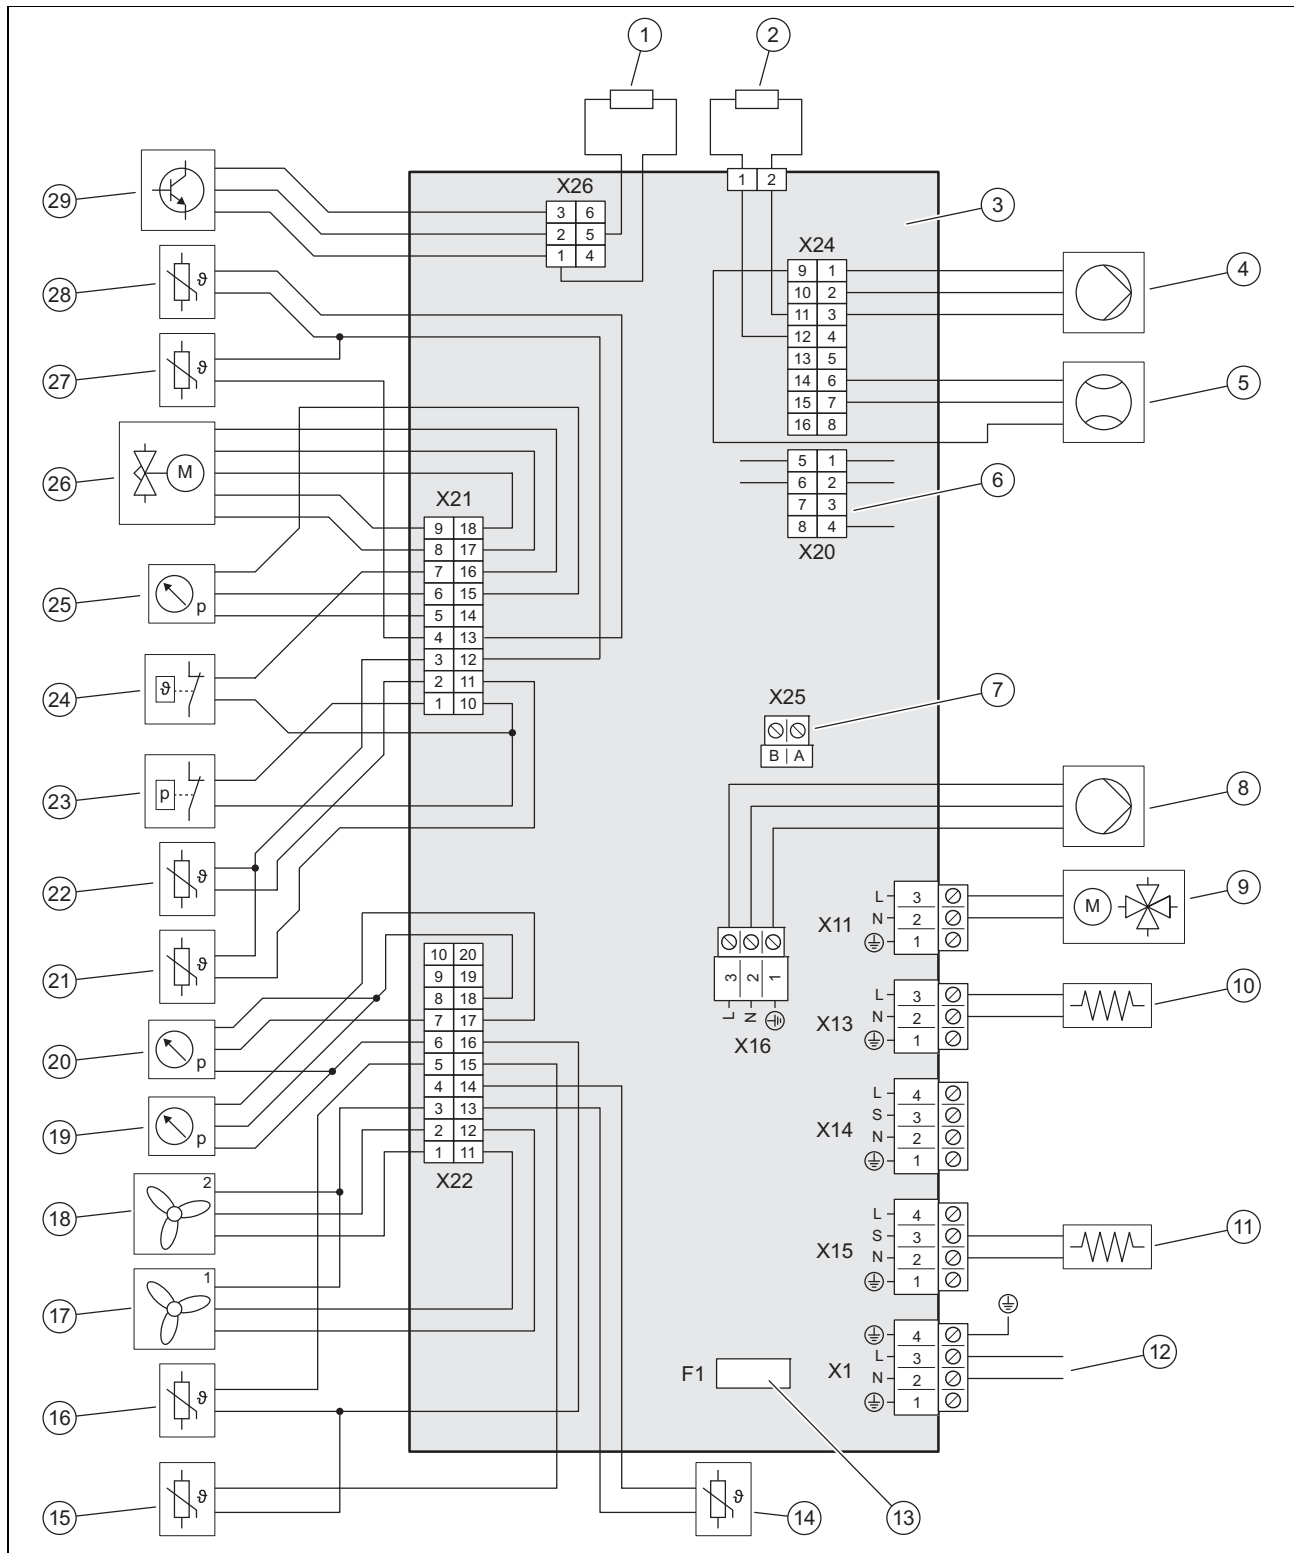 1 2
29
X26
3 6
2 5
1 4
1 2
3
X24
9 1
10 2
11 3
12 4
13 5
14 6
15 7
16 8
4
28 ϑ
27 ϑ
5
26 M
5 1
6 2
7 3
8 4
X20
6
X21
9 18
8 17
7 16
6 15
5 14
4 13
3 12
2 11
1 10
25 p
24 ϑ
X25
B A
7
23 p
8
22 ϑ
X11
L 3
N 2
1
M
9
21 ϑ
3 2 1
L N
X16
X13
L 3
N 2
1
10
10 20
9 19
8 18
7 17
6 16
5 15
4 14
3 13
2 12
1 11
X22
20 p
19 p
X14
L 4
S 3
N 2
1
18 2
X15
L 4
S 3
N 2
1
11
17 1
X1
4
L 3
N 2
1
12
F1
16 ϑ
15 ϑ
ϑ 14
13